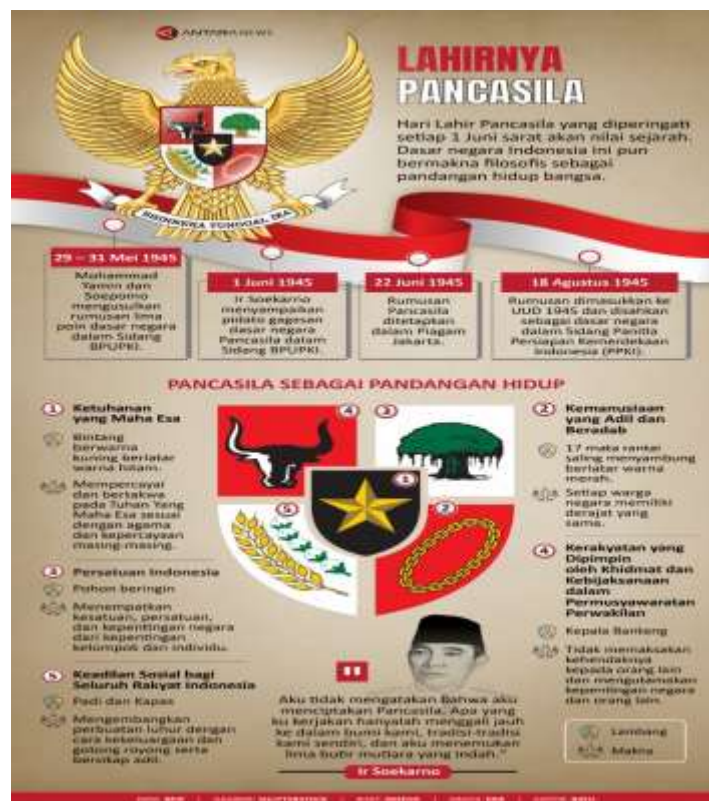 ANTARANEWS
LAHIRNYA
PANCASILA
Hari Lahir Pancasila yang diperingati
setiap 1 Juni sarat akan nilai sejarah.
Dasar negara Indonesia ini pun
bermakna filosofis sebagai
pandangan hidup bangsa.
BHINNEKA TUNGGAL IKA
29 – 31 Mei 1945
Mohammad
Yamin dan
Soepomo
mengusulkan
rumusan lima
poin dasar negara
dalam Sidang
BPUPKI.
1 Juni 1945
Ir Soekarno
menyampaikan
pidato gagasan
dasar negara
Pancasila dalam
Sidang BPUPKI.
22 Juni 1945
Rumusan
Pancasila
ditetapkan
dalam Piagam
Jakarta.
18 Agustus 1945
Rumusan dimasukkan ke
UUD 1945 dan disahkan
sebagai dasar negara
dalam Sidang Panitia
Persiapan Kemerdekaan
Indonesia (PPKI).
PANCASILA SEBAGAI PANDANGAN HIDUP
1 Ketuhanan
yang Maha Esa
Bintang
berwarna
kuning berlatar
warna hitam.
Mempercayai
dan bertakwa
pada Tuhan Yang
Maha Esa sesuai
dengan agama
dan kepercayaan
masing-masing.
3 Persatuan Indonesia
Pohon beringin
Menempatkan
kesatuan, persatuan,
dan kepentingan negara
dari kepentingan
kelompok dan individu.
5 Keadilan Sosial bagi
Seluruh Rakyat Indonesia
Padi dan Kapas
Mengembangkan
perbuatan luhur dengan
cara kekeluargaan dan
gotong royong serta
bersikap adil.
4
3
1
5
2
2 Kemanusiaan
yang Adil dan
Beradab
17 mata rantai
saling menyambung
berlatar warna
merah.
Setiap warga
negara memiliki
derajat yang
sama.
4 Kerakyatan yang
Dipimpin
oleh Khidmat dan
Kebijaksanaan
dalam
Permusyawaratan
Perwakilan
Kepala Banteng
Tidak memaksakan
kehendaknya
kepada orang lain
dan mengutamakan
kepentingan negara
dan orang lain.
"
Aku tidak mengatakan Bahwa aku
menciptakan Pancasila. Apa yang
ku kerjakan hanyalah menggali jauh
ke dalam bumi kami, tradisi-tradisi
kami sendiri, dan aku menemukan
lima butir mutiara yang indah."
Ir Soekarno
Lambang
Makna